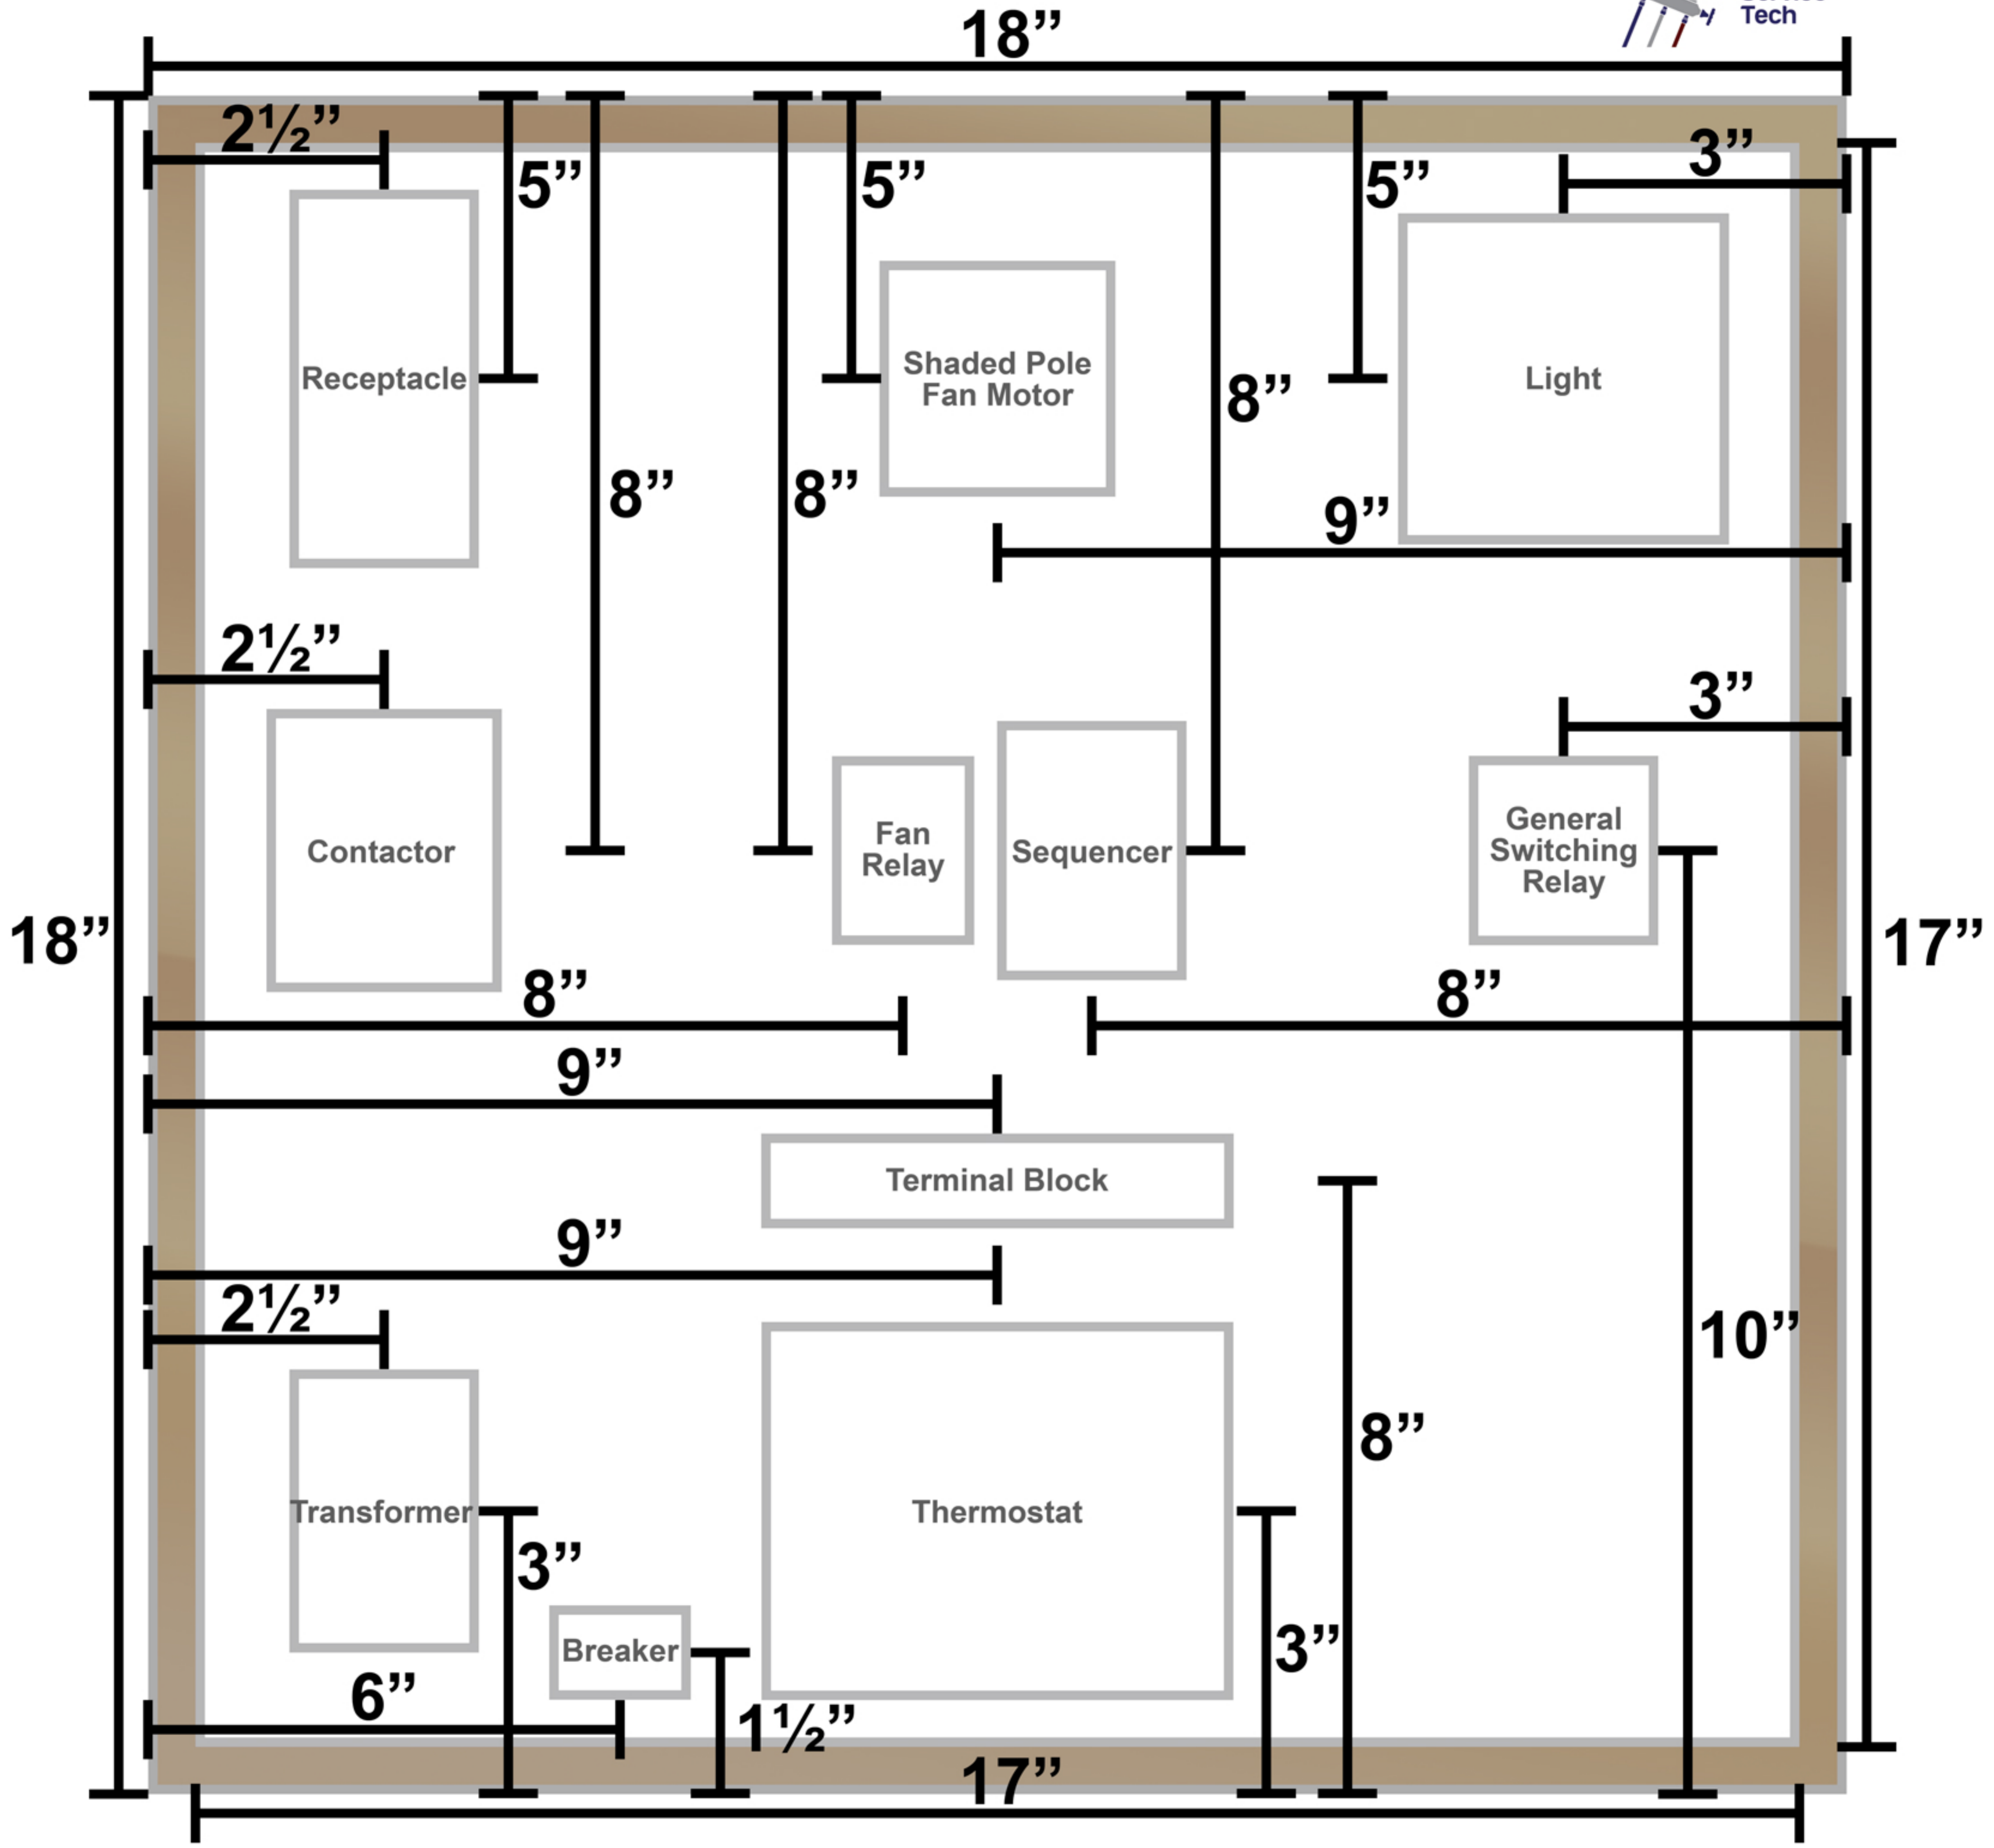 Tech
18”
2½”
5”
5”
5”
3”
Receptacle
Shaded Pole
Fan Motor
Light
8”
8”
8”
9”
2½”
3”
Contactor
Fan
Relay
Sequencer
General
Switching
Relay
18”
17”
8”
8”
9”
Terminal Block
9”
2½”
10”
8”
Transformer
Thermostat
3”
Breaker
3”
6”
1½”
17”